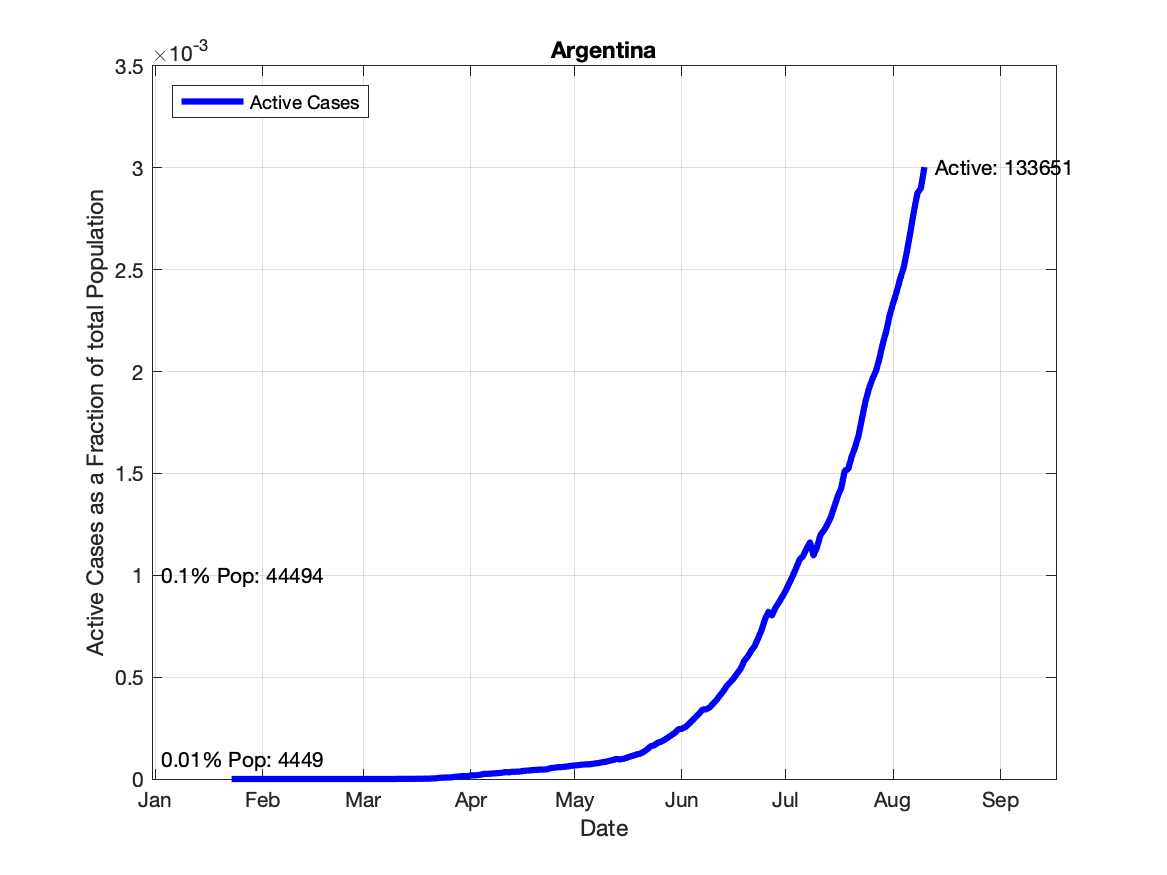 Argentina
×10-3
3.5
3
2.5
2
1.5
1
0.5
0
Active Cases as a Fraction of total Population
Active Cases
Active: 133651
0.1% Pop: 44494
0.01% Pop: 4449
Jan Feb Mar Apr May Jun Jul Aug Sep
Date